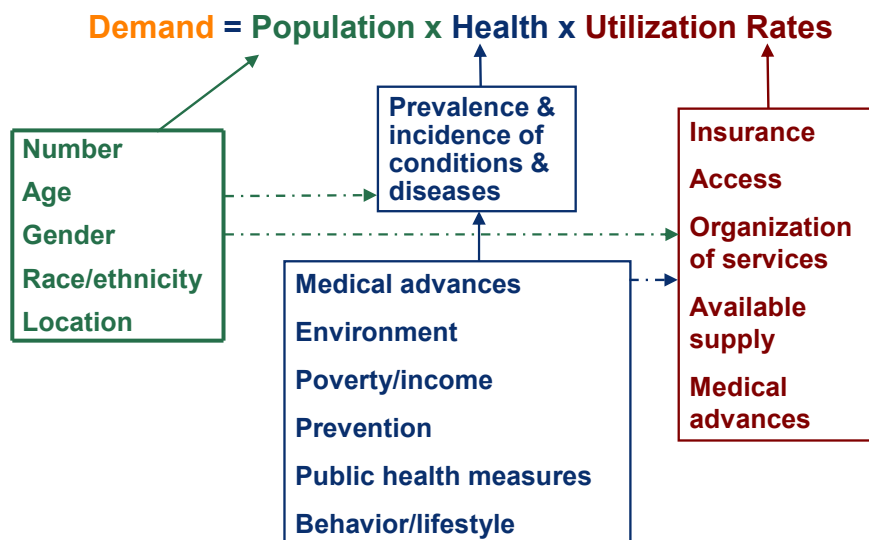 Demand = Population x Health x Utilization Rates
Number
Age
Gender
Race/ethnicity
Location
Prevalence &
incidence of
conditions &
diseases
Medical advances
Environment
Poverty/income
Prevention
Public health measures
Behavior/lifestyle
Insurance
Access
Organization
of services
Available
supply
Medical
advances